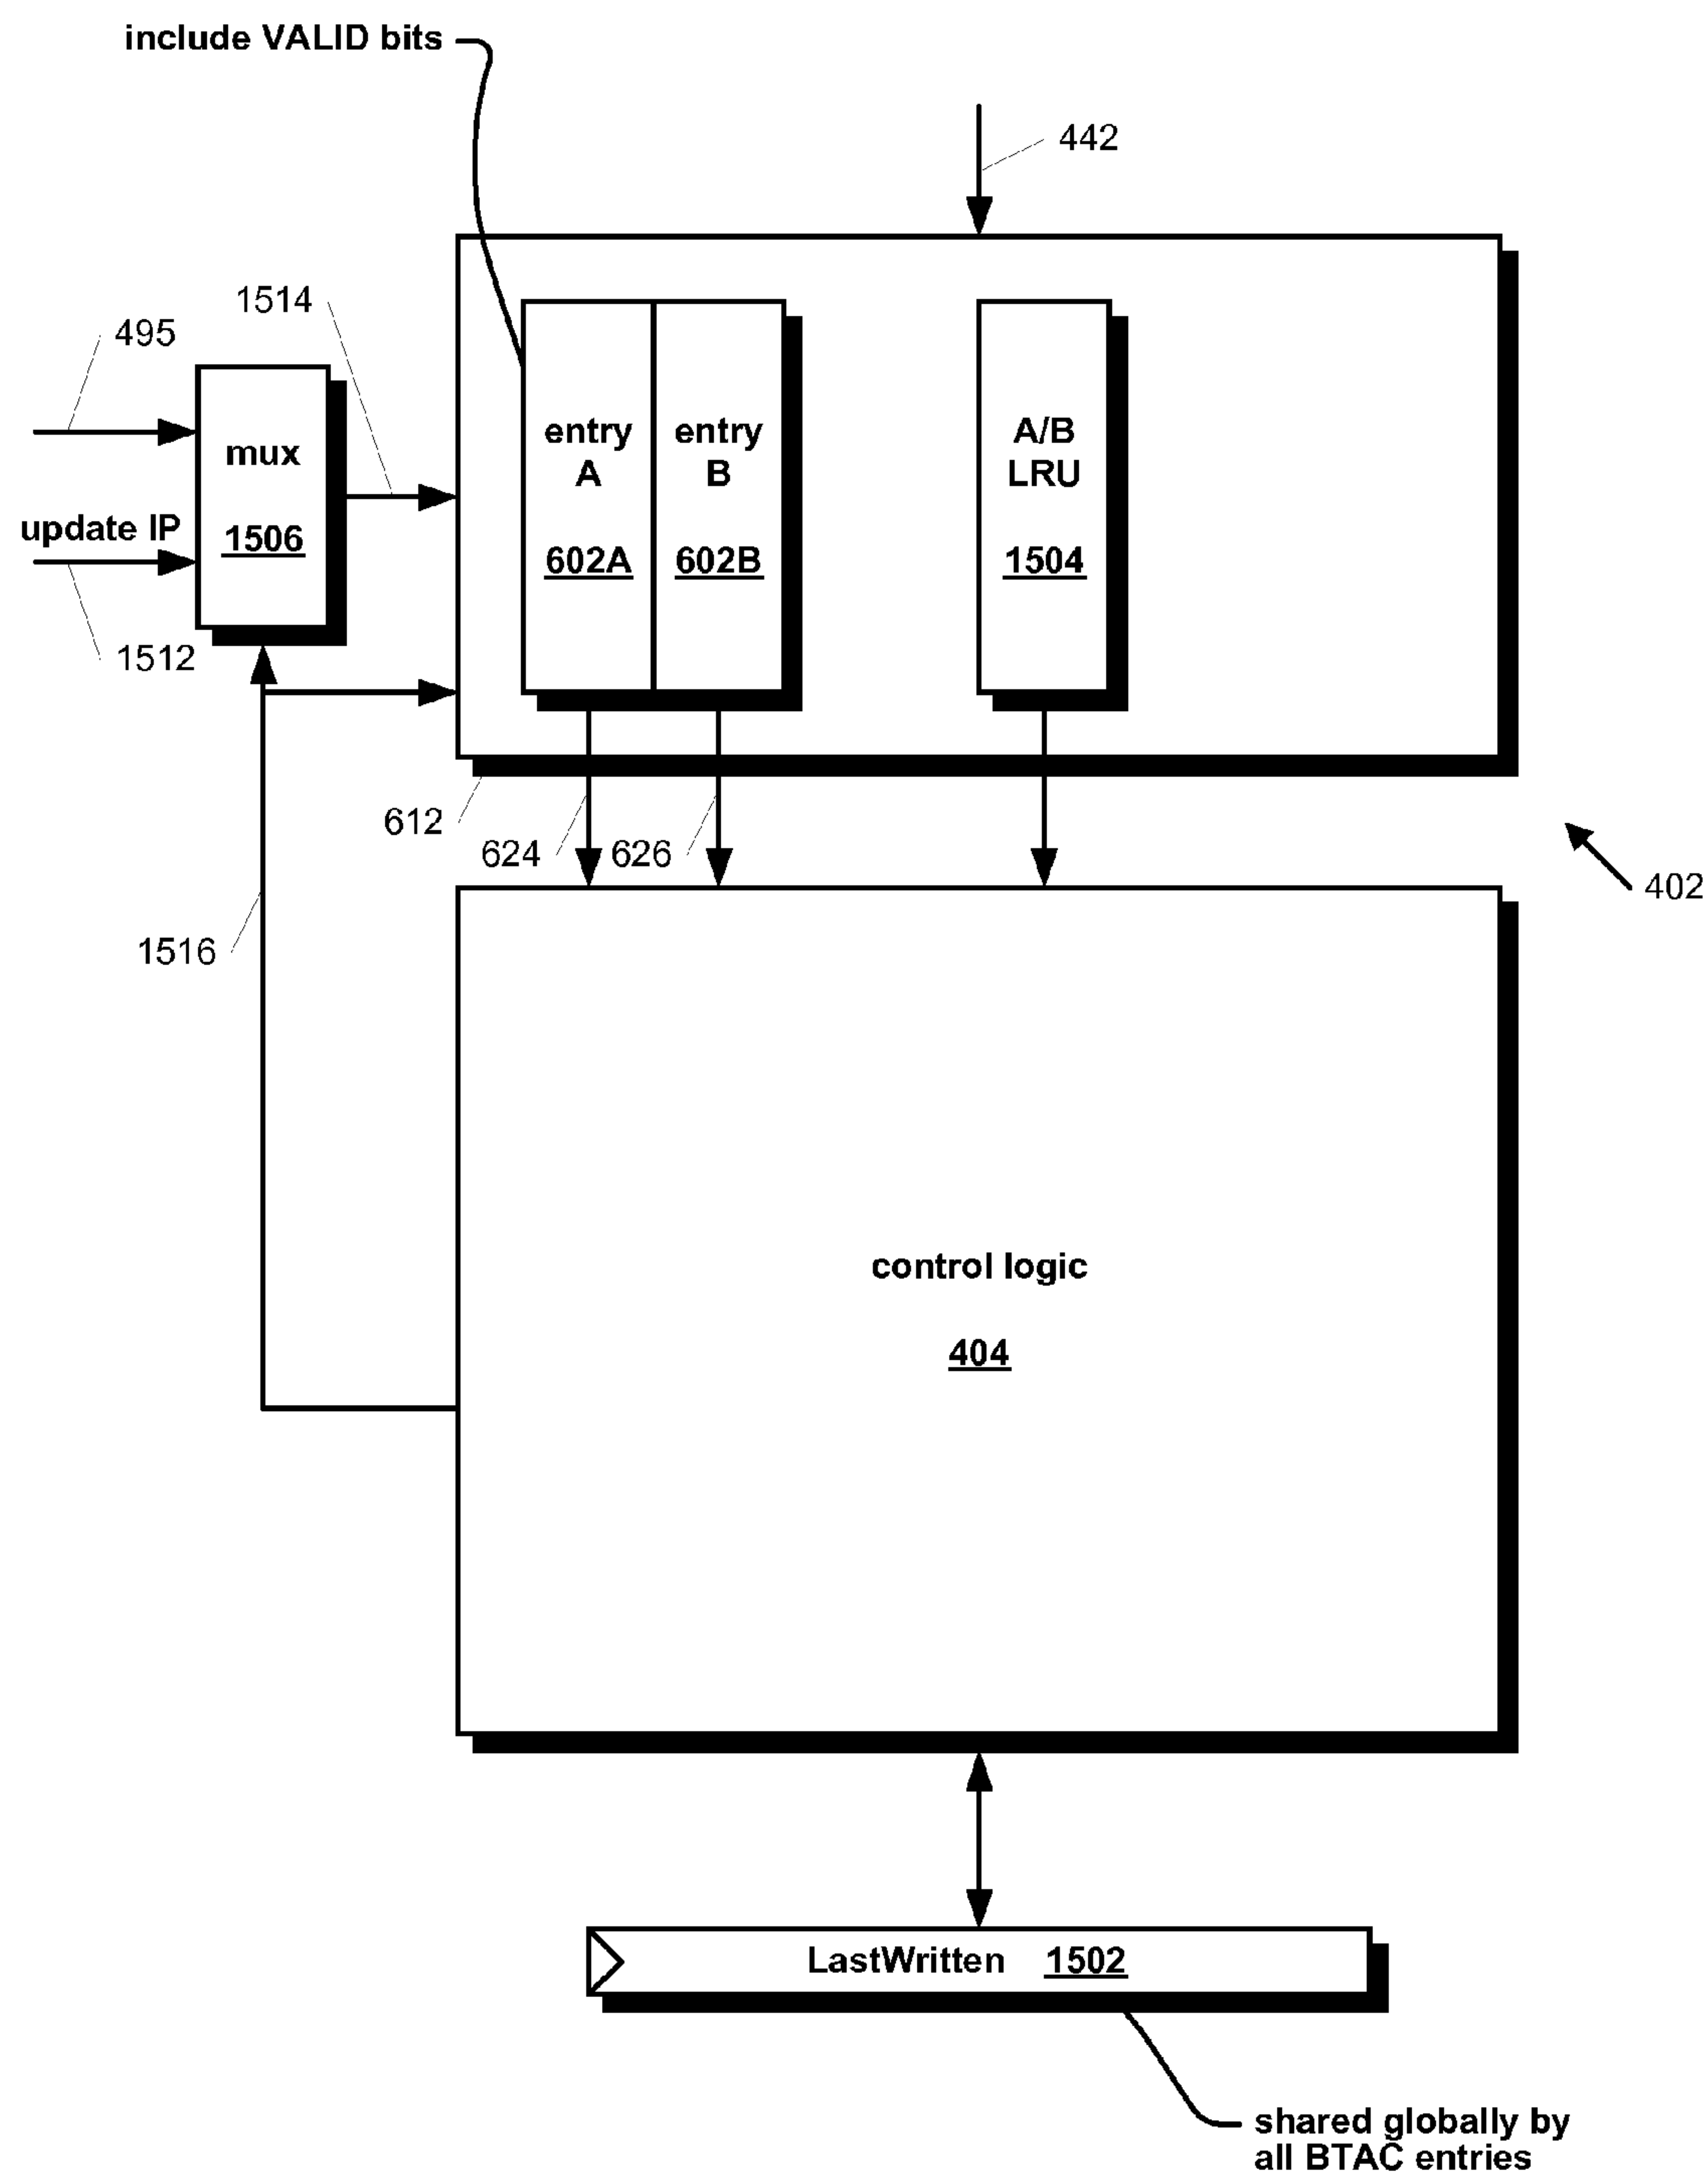 include VALID bits
442
1514
495
mux
1506
update IP
1512
entry
A
602A
entry
B
602B
A/B
LRU
1504
612
624
626
402
1516
control logic
404
LastWritten 1502
shared globally by
all BTAC entries